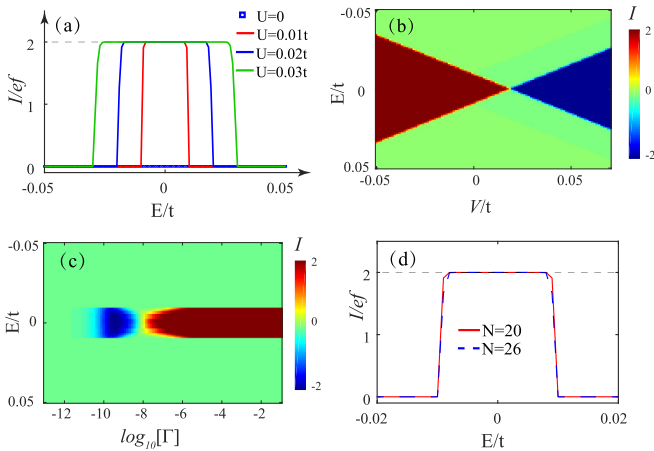 (a)
I/ef
2
1
0
-0.05
0
0.05
E/t
U=0
U=0.01t
U=0.02t
U=0.03t
(b)
-0.05
0
0.05
E/t
-0.05
0
0.05
V/t
I
2
1
0
-1
-2
(c)
-0.05
0
0.05
E/t
-12
-10
-8
-6
-4
-2
log10[Γ]
I
2
0
-2
(d)
I/ef
2
1
0
-0.02
0
0.02
E/t
N=20
N=26